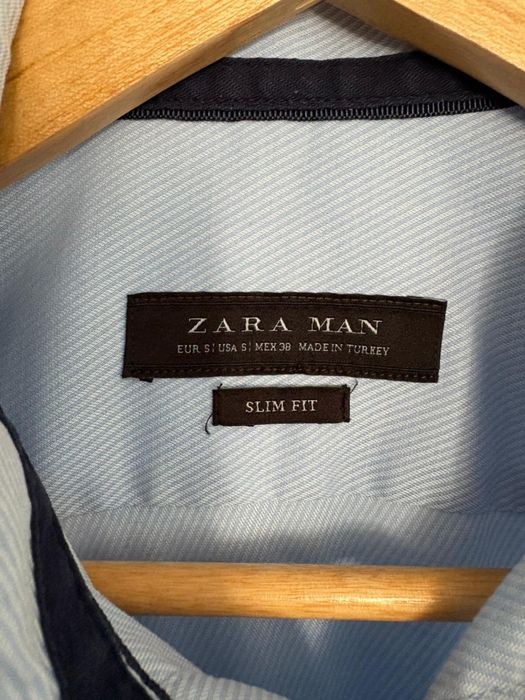 ZARA MAN
EUR S | USA S | MEX 38 MADE IN TURKEY
SLIM FIT